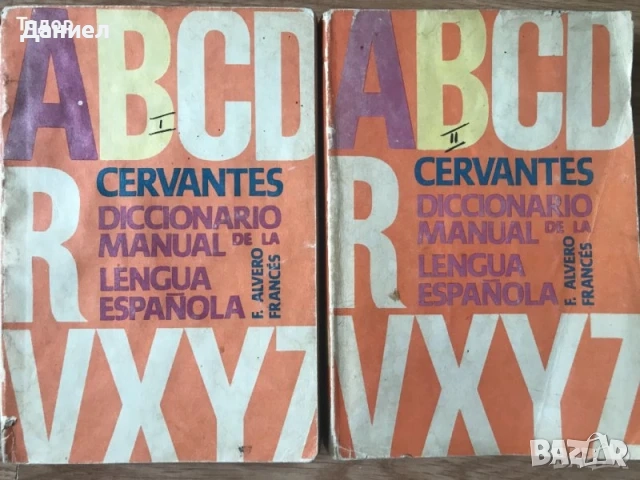 Тодор
Даниел
ABCD
I
CERVANTES
DICCIONARIO
MANUAL DE LA
LENGUA
ESPAÑOLA
F. ALVERO
FRANCÉS
R
VXYZ
ABCD
II
CERVANTES
DICCIONARIO
MANUAL DE LA
LENGUA
ESPAÑOLA
F. ALVERO
FRANCÉS
R
VXYZ
BAZAR